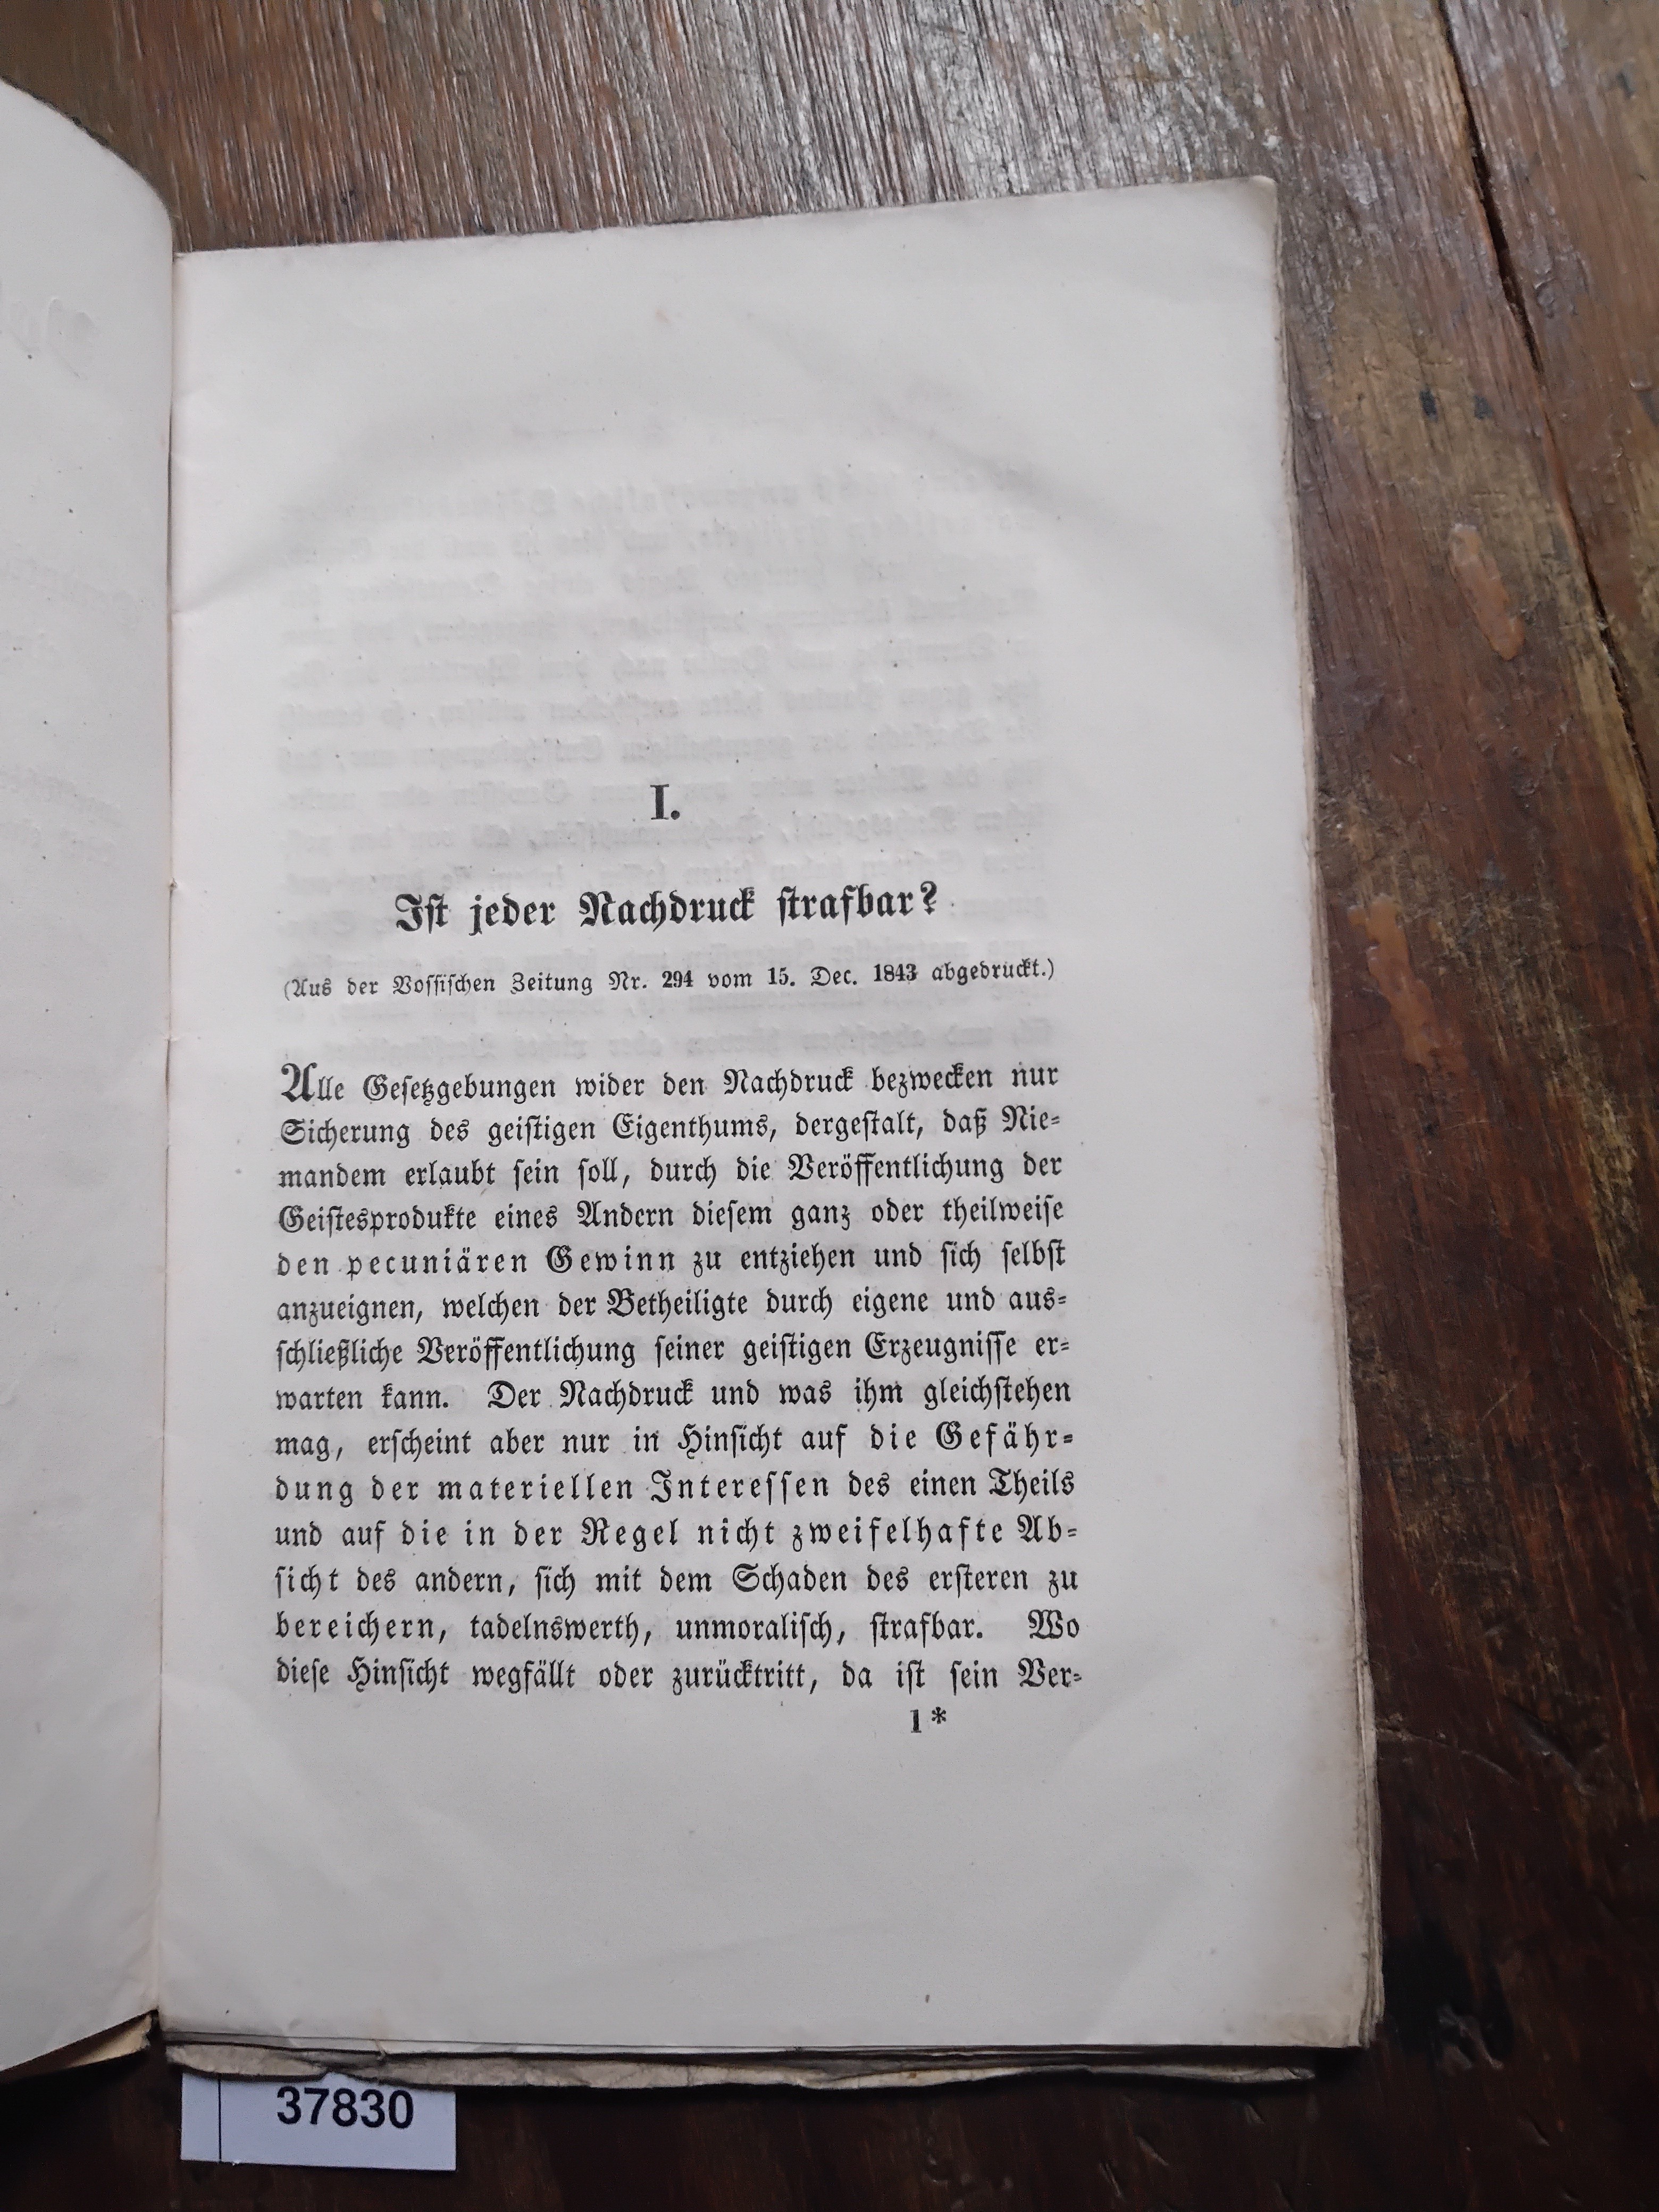 I.
Iſt jeder Nachdruck ſtrafbar?
(Aus der Voſſiſchen Zeitung Nr. 294 vom 15. Dec. 1843 abgedruckt.)
Alle Geſetzgebungen wider den Nachdruck bezwecken nur
Sicherung des geiſtigen Eigenthums, dergeſtalt, daß Nie-
mandem erlaubt ſein ſoll, durch die Veröffentlichung der
Geiſtesprodukte eines Andern dieſem ganz oder theilweiſe
den pecuniären Gewinn zu entziehen und ſich ſelbſt
anzueignen, welchen der Betheiligte durch eigene und aus-
ſchließliche Veröffentlichung ſeiner geiſtigen Erzeugniſſe er-
warten kann. Der Nachdruck und was ihm gleichſtehen
mag, erſcheint aber nur in Hinſicht auf die Gefähr-
dung der materiellen Intereſſen des einen Theils
und auf die in der Regel nicht zweifelhafte Ab-
ſicht des andern, ſich mit dem Schaden des erſteren zu
bereichern, tadelnswerth, unmoraliſch, ſtrafbar. Wo
dieſe Hinſicht wegfällt oder zurücktritt, da iſt ſein Ver-
1*
37830